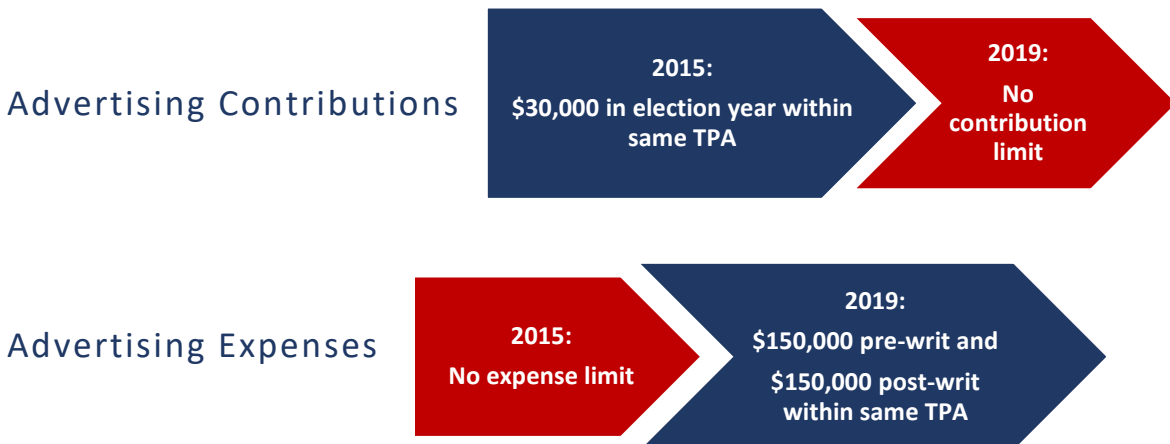 Advertising Contributions
2015:
$30,000 in election year within
same TPA
2019:
No
contribution
limit
Advertising Expenses
2015:
No expense limit
2019:
$150,000 pre-writ and
$150,000 post-writ
within same TPA